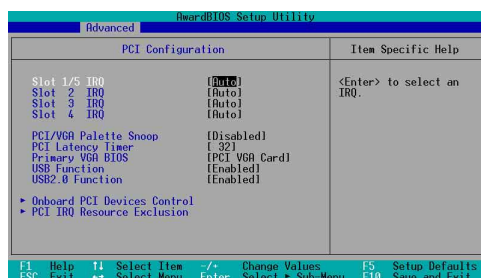 AwardBIOS Setup Utility
Advanced
PCI Configuration
Item Specific Help
Slot 1/5 IRQ [Auto]
Slot 2 IRQ [Auto]
Slot 3 IRQ [Auto]
Slot 4 IRQ [Auto]
<Enter> to select an
IRQ.
PCI/VGA Palette Snoop [Disabled]
PCI Latency Timer [ 32]
Primary VGA BIOS [PCI VGA Card]
USB Function [Enabled]
USB2.0 Function [Enabled]
► Onboard PCI Devices Control
► PCI IRQ Resource Exclusion
F1 Help ↑↓ Select Item -/+ Change Values F5 Setup Defaults
ESC Exit ←→ Select Menu Enter Select ► Sub-Menu F10 Save and Exit